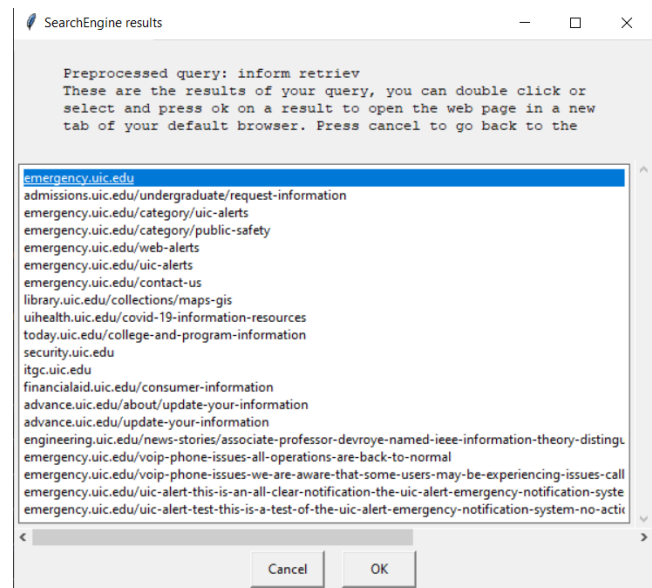 SearchEngine results
Preprocessed query: inform retriev
These are the results of your query, you can double click or
select and press ok on a result to open the web page in a new
tab of your default browser. Press cancel to go back to the
emergency.uic.edu
admissions.uic.edu/undergraduate/request-information
emergency.uic.edu/category/uic-alerts
emergency.uic.edu/category/public-safety
emergency.uic.edu/web-alerts
emergency.uic.edu/uic-alerts
emergency.uic.edu/contact-us
library.uic.edu/collections/maps-gis
uihealth.uic.edu/covid-19-information-resources
today.uic.edu/college-and-program-information
security.uic.edu
itgc.uic.edu
financialaid.uic.edu/consumer-information
advance.uic.edu/about/update-your-information
advance.uic.edu/update-your-information
engineering.uic.edu/news-stories/associate-professor-devroye-named-ieee-information-theory-distingu
emergency.uic.edu/voip-phone-issues-all-operations-are-back-to-normal
emergency.uic.edu/voip-phone-issues-we-are-aware-that-some-users-may-be-experiencing-issues-call
emergency.uic.edu/uic-alert-this-is-an-all-clear-notification-the-uic-alert-emergency-notification-syste
emergency.uic.edu/uic-alert-test-this-is-a-test-of-the-uic-alert-emergency-notification-system-no-actic
Cancel OK